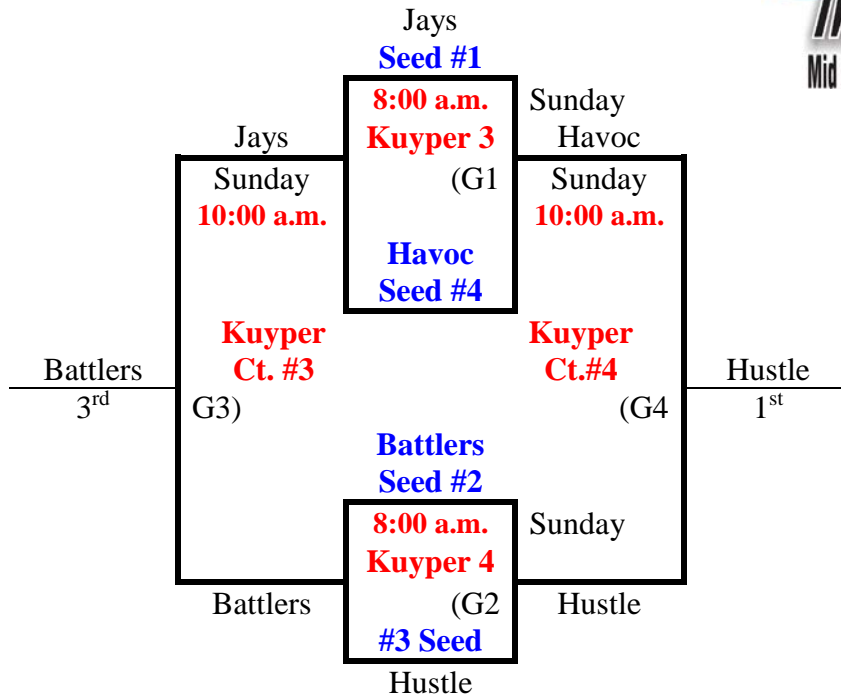 Jays
Seed #1
Mid
8:00 a.m.
Sunday
Jays
Kuyper 3
Havoc
Sunday
(G1
Sunday
10:00 a.m.
10:00 a.m.
Havoc
Seed #4
Kuyper
Ct. #3
Kuyper
Ct.#4
Battlers
3rd
Hustle
1st
G3)
(G4
Battlers
Seed #2
8:00 a.m.
Sunday
Kuyper 4
Battlers
(G2
Hustle
#3 Seed
Hustle